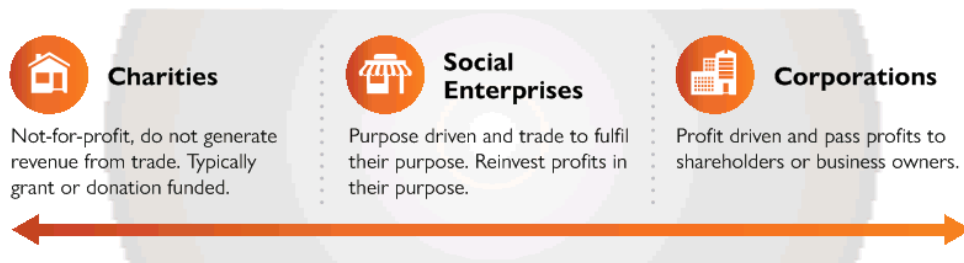 Charities
Not-for-profit, do not generate
revenue from trade. Typically
grant or donation funded.
Social
Enterprises
Purpose driven and trade to fulfil
their purpose. Reinvest profits in
their purpose.
Corporations
Profit driven and pass profits to
shareholders or business owners.